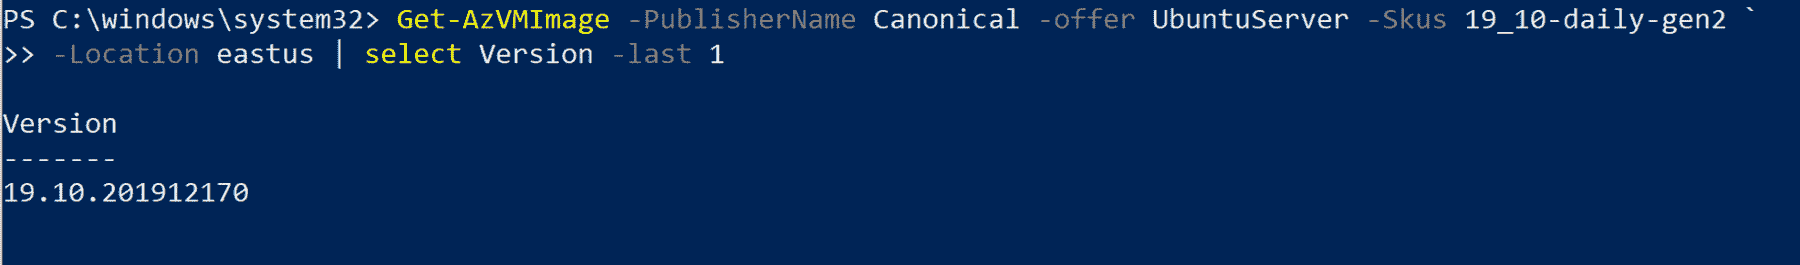 PS C:\windows\system32> Get-AzVMImage -PublisherName Canonical -offer UbuntuServer -Skus 19_10-daily-gen2 `
>> -Location eastus | select Version -last 1
Version
-------
19.10.201912170